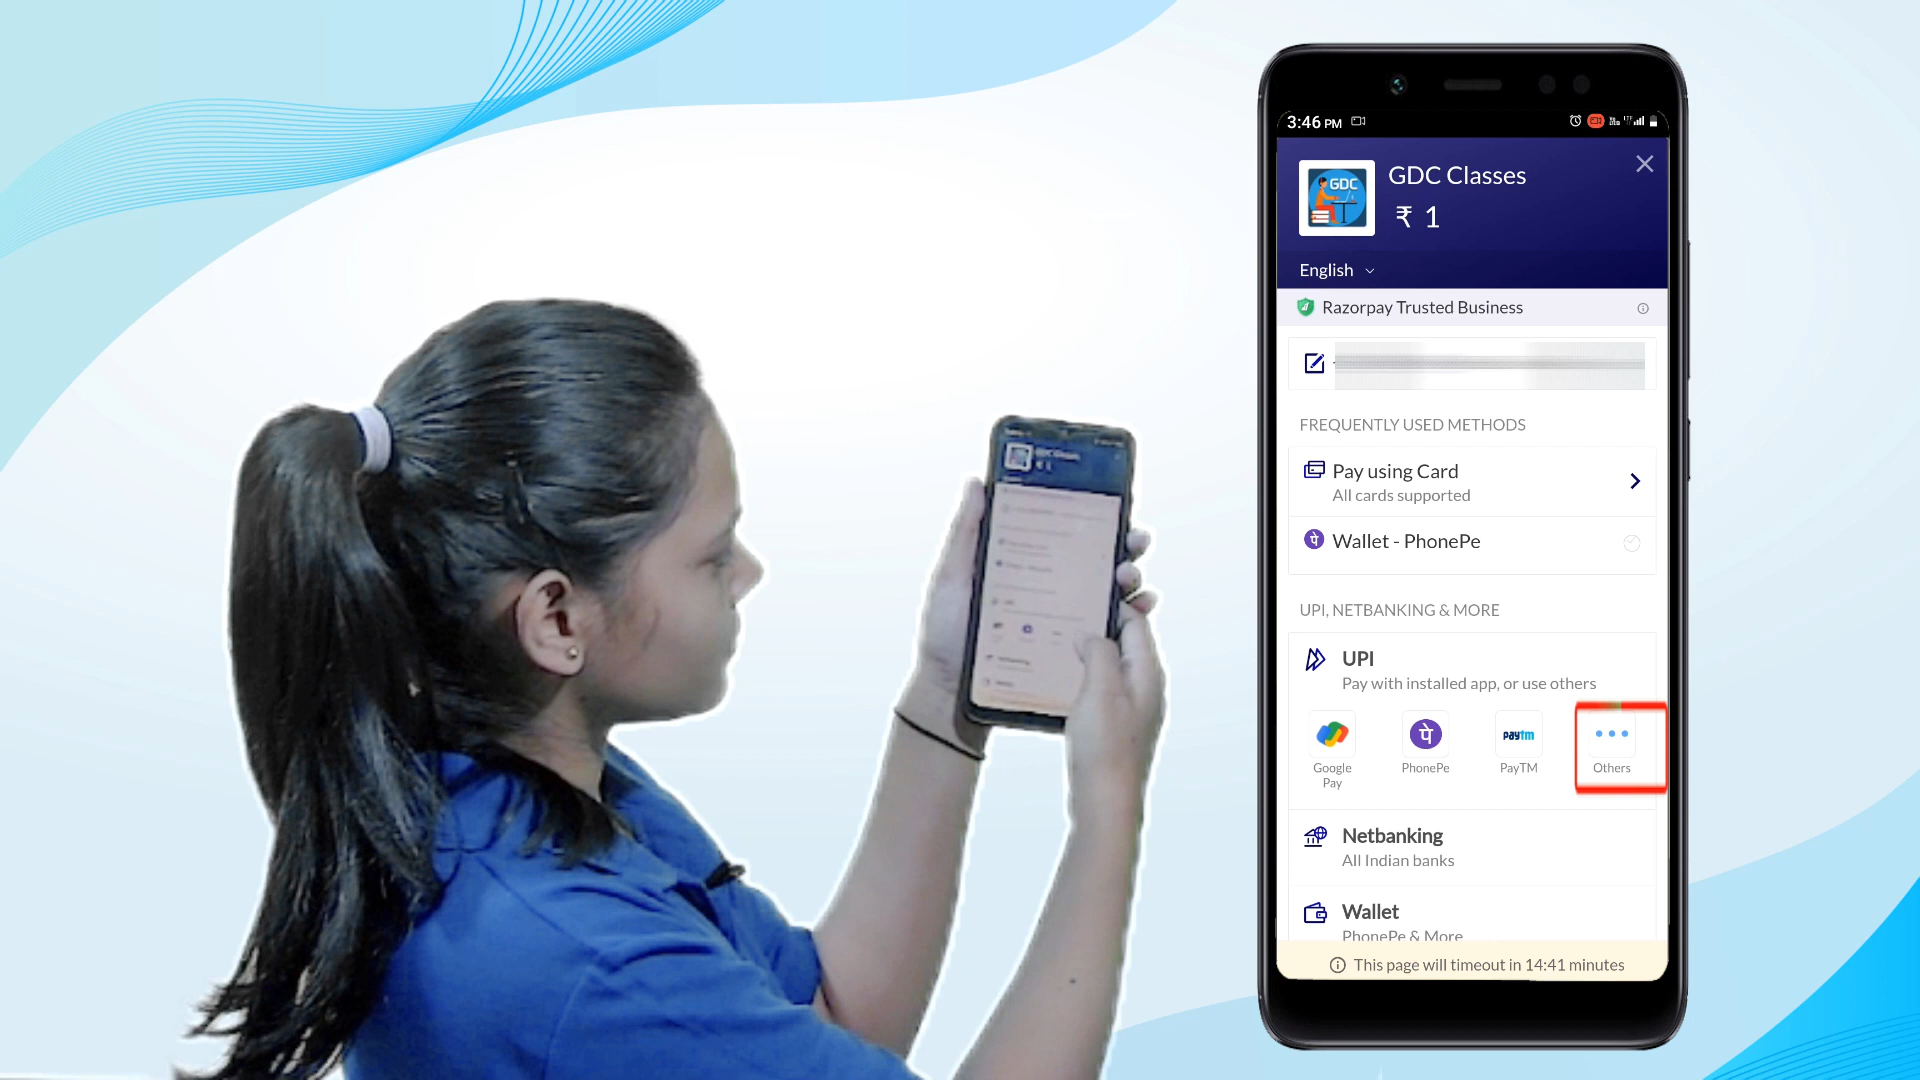 3:46 PM
GDC
GDC Classes
₹ 1
English
Razorpay Trusted Business
FREQUENTLY USED METHODS
Pay using Card
All cards supported
पे
Wallet - PhonePe
UPI, NETBANKING & MORE
UPI
Pay with installed app, or use others
पे
paytm
Google Pay
PhonePe
PayTM
Others
Netbanking
All Indian banks
Wallet
PhonePe & More
This page will timeout in 14:41 minutes